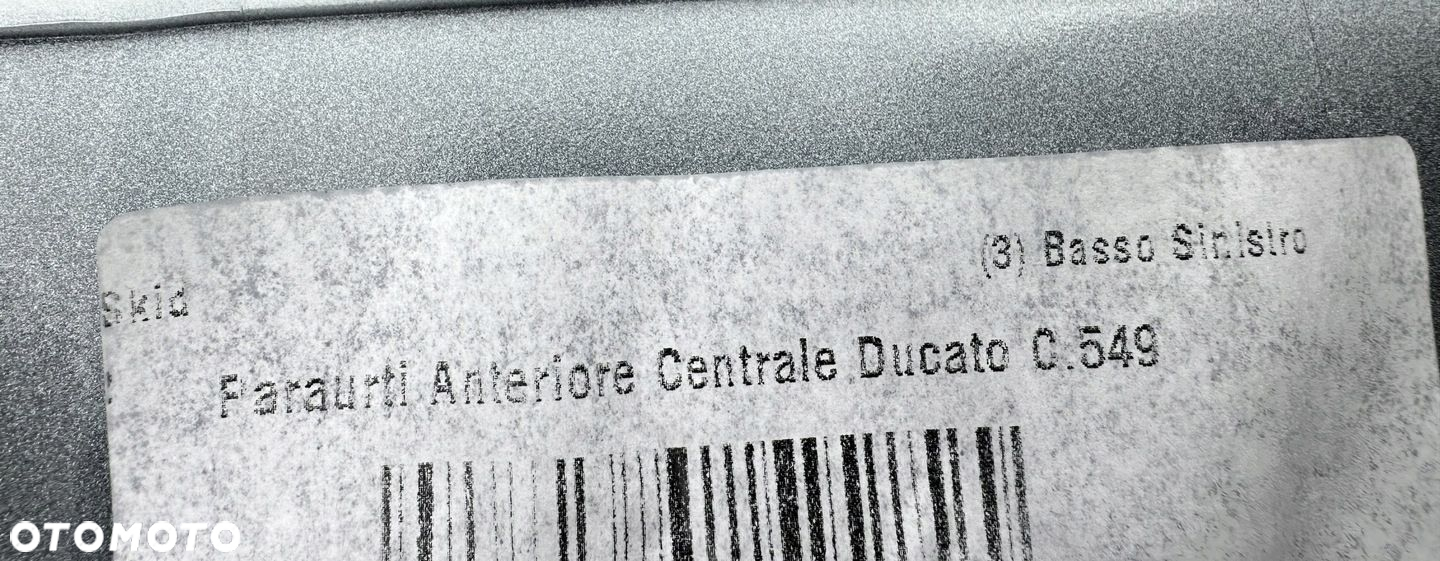 (3) Basso Sinistro
Skid
Paraurti Anteriore Centrale Ducato C.549
OTOMOTO